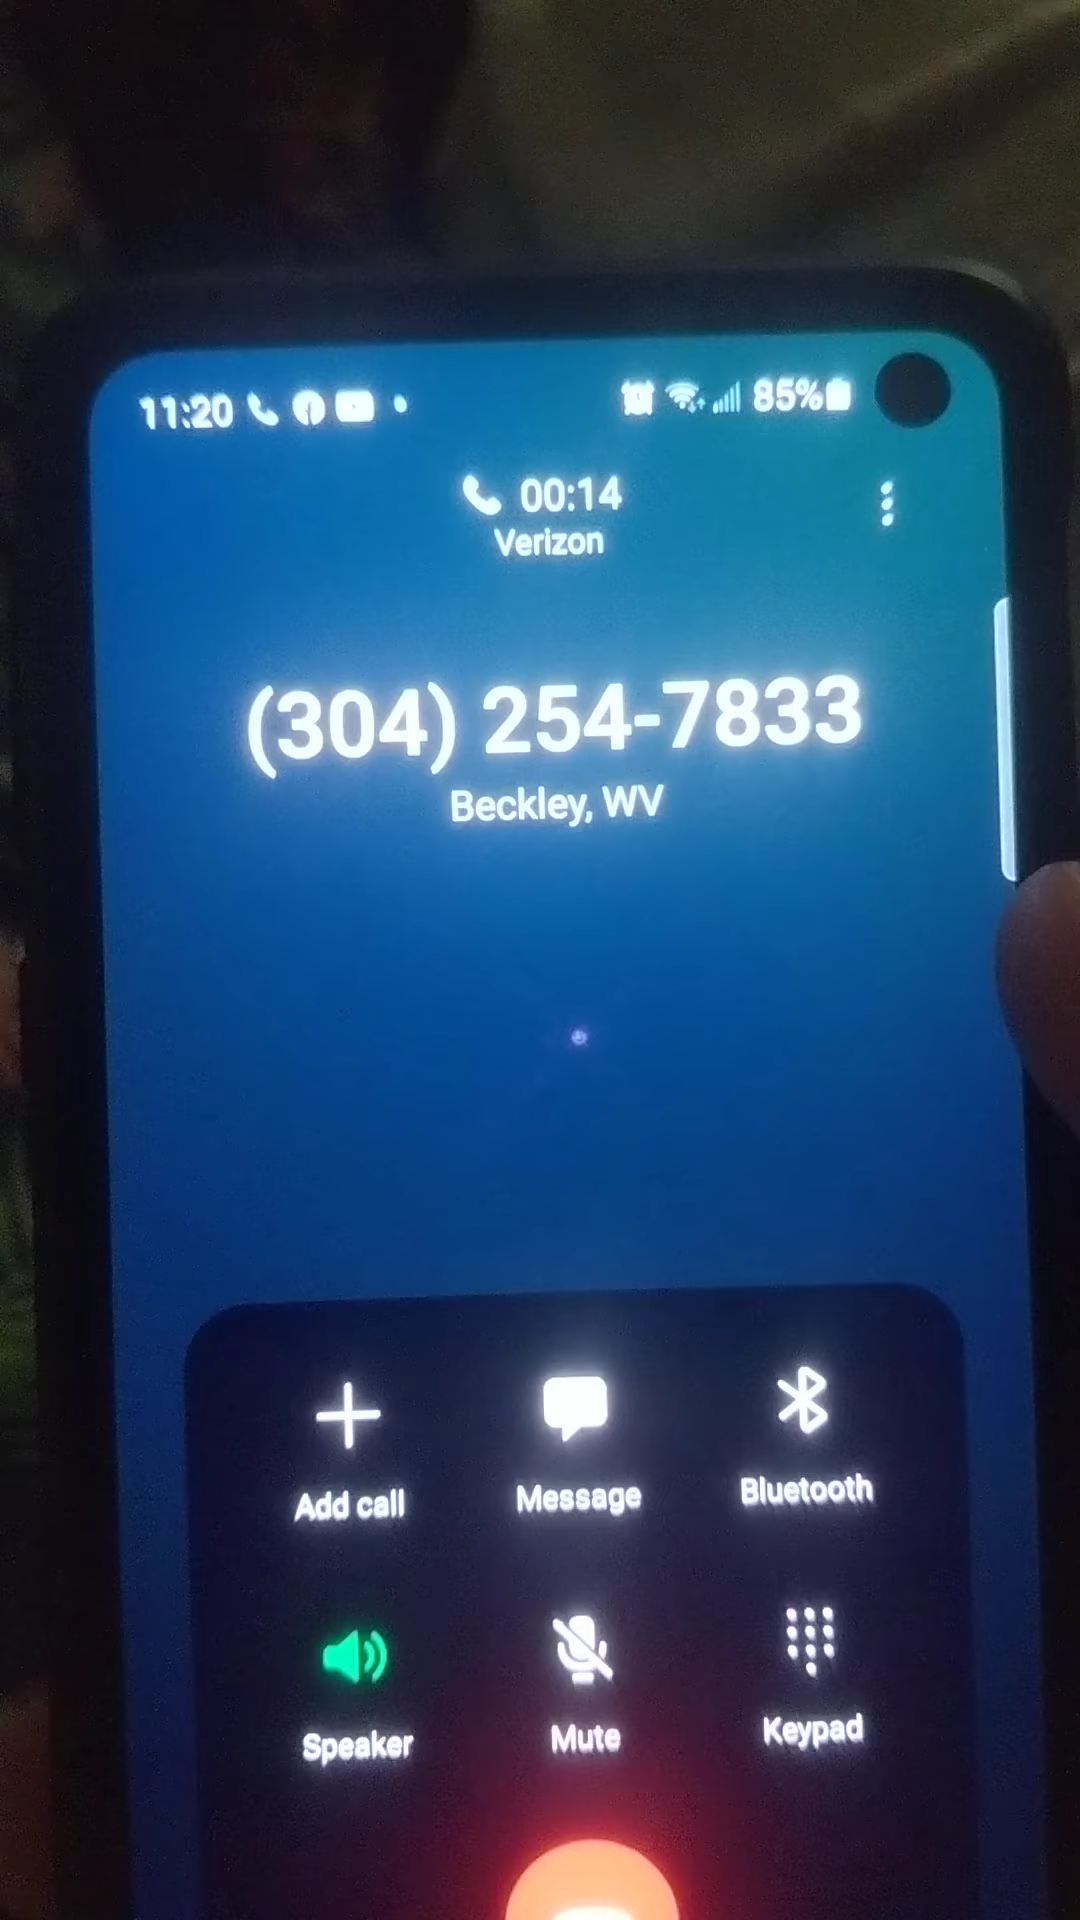 11:20 85%
00:14
Verizon
(304) 254-7833
Beckley, WV
Add call Message Bluetooth
Speaker Mute Keypad